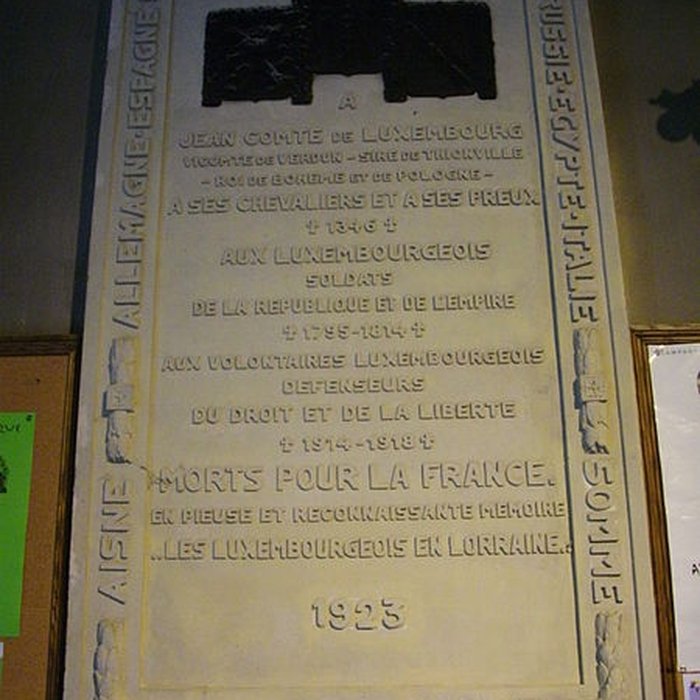 A
JEAN COMTE DE LUXEMBOURG
VICOMTE DE VERDUN - SIRE DE THIONVILLE
- ROI DE BOHEME ET DE POLOGNE -
A SES CHEVALIERS ET A SES PREUX
✝ 1346 ✝
AUX LUXEMBOURGEOIS
SOLDATS
DE LA REPUBLIQUE ET DE L'EMPIRE
✝ 1795-1814 ✝
AUX VOLONTAIRES LUXEMBOURGEOIS
DEFENSEURS
DU DROIT ET DE LA LIBERTE
✝ 1914-1918 ✝
MORTS POUR LA FRANCE.
EN PIEUSE ET RECONNAISSANTE MEMOIRE
..LES LUXEMBOURGEOIS EN LORRAINE..
1923
ALLEMAGNE·ESPAGNE
AISNE
RUSSIE·EGYPTE·ITALIE
SOMME